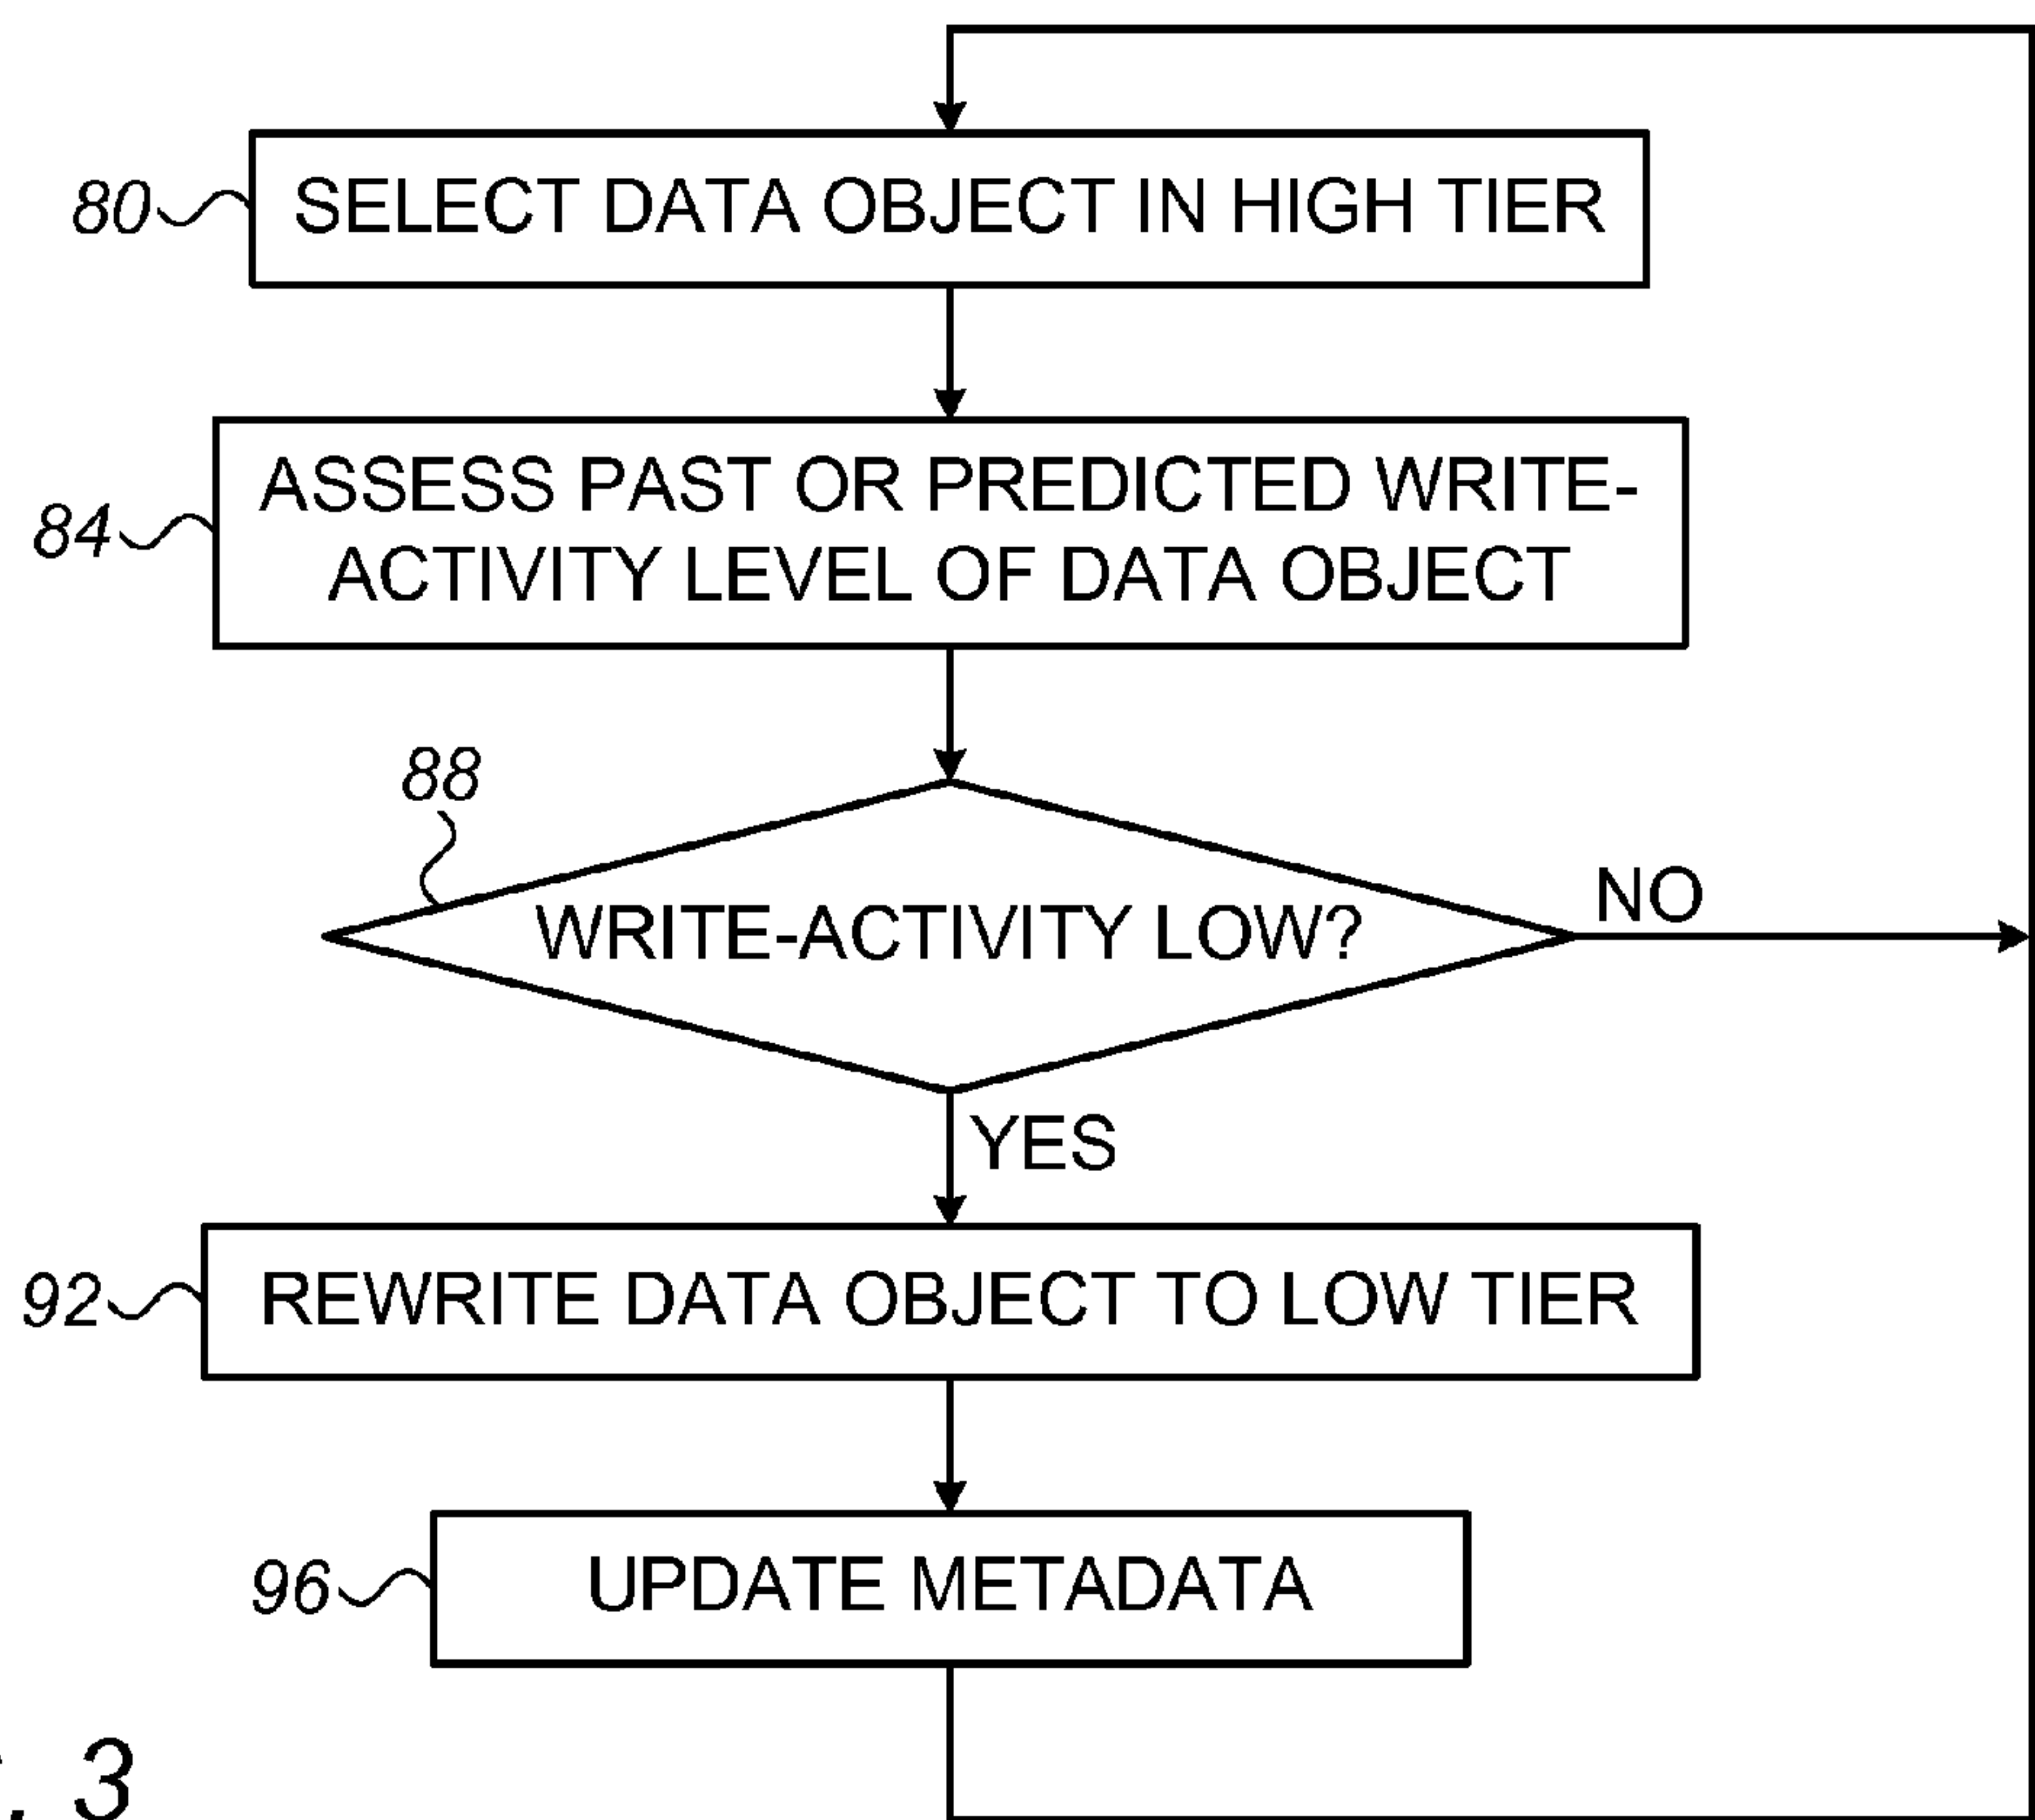 80
SELECT DATA OBJECT IN HIGH TIER
84
ASSESS PAST OR PREDICTED WRITE-
ACTIVITY LEVEL OF DATA OBJECT
88
WRITE-ACTIVITY LOW?
NO
YES
92
REWRITE DATA OBJECT TO LOW TIER
96
UPDATE METADATA
. 3